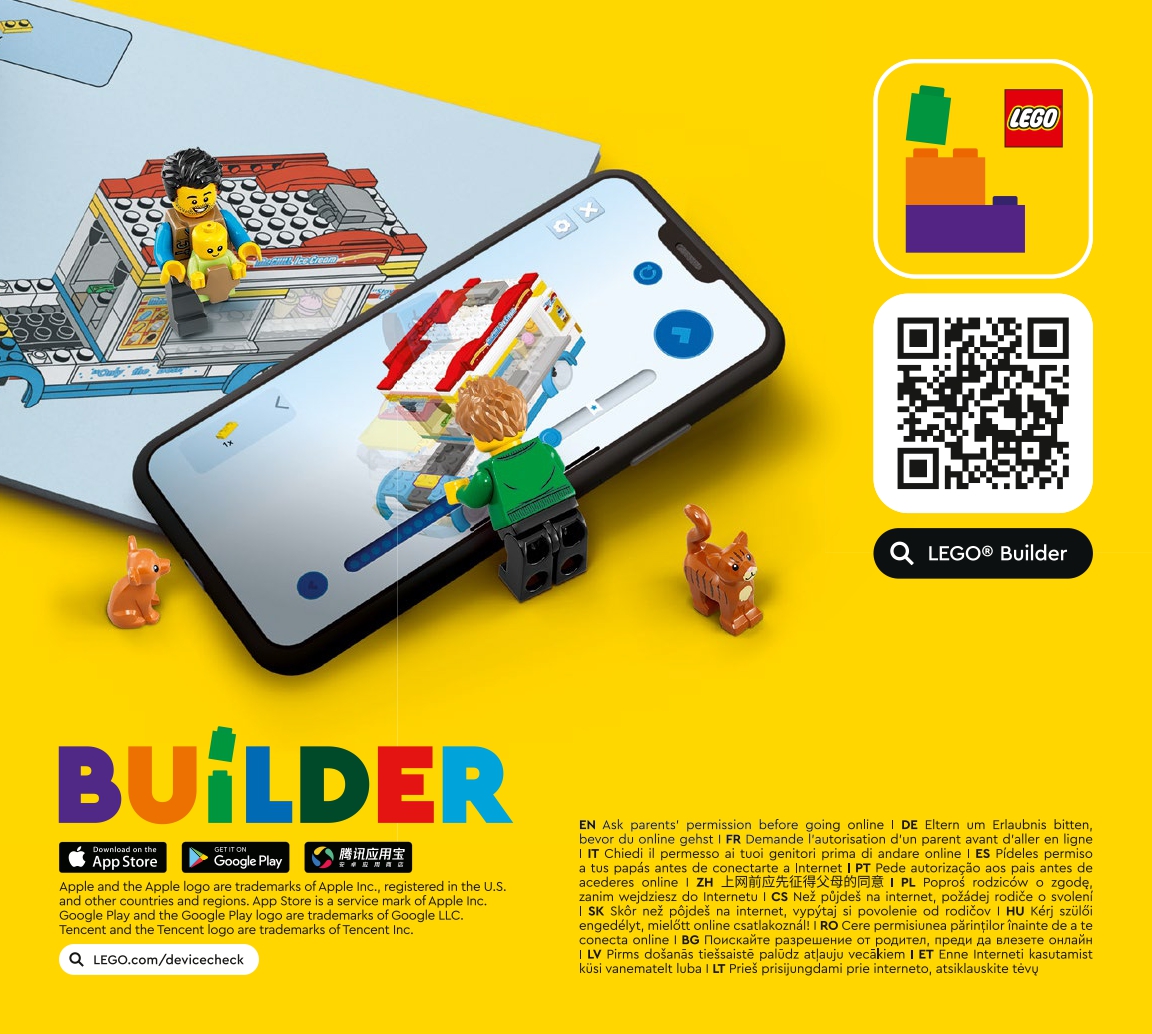 LEGO
Ice Cream
1x
LEGO® Builder
BUiLDER
Download on the
App Store
GET IT ON
Google Play
腾讯应用宝
安卓应用商店
Apple and the Apple logo are trademarks of Apple Inc., registered in the U.S.
and other countries and regions. App Store is a service mark of Apple Inc.
Google Play and the Google Play logo are trademarks of Google LLC.
Tencent and the Tencent logo are trademarks of Tencent Inc.
LEGO.com/devicecheck
EN Ask parents' permission before going online I DE Eltern um Erlaubnis bitten,
bevor du online gehst I FR Demande l'autorisation d'un parent avant d'aller en ligne
I IT Chiedi il permesso ai tuoi genitori prima di andare online I ES Pídeles permiso
a tus papás antes de conectarte a Internet I PT Pede autorização aos pais antes de
acederes online I ZH 上网前应先征得父母的同意 I PL Poproś rodziców o zgodę,
zanim wejdziesz do Internetu I CS Než půjdeš na internet, požádej rodiče o svolení
I SK Skôr než pôjdeš na internet, vypýtaj si povolenie od rodičov I HU Kérj szülői
engedélyt, mielőtt online csatlakoznál! I RO Cere permisiunea părinților înainte de a te
conecta online I BG Поискайте разрешение от родител, преди да влезете онлайн
I LV Pirms došanās tiešsaistē palūdz atļauju vecākiem I ET Enne Interneti kasutamist
küsi vanematelt luba I LT Prieš prisijungdami prie interneto, atsiklauskite tėvų